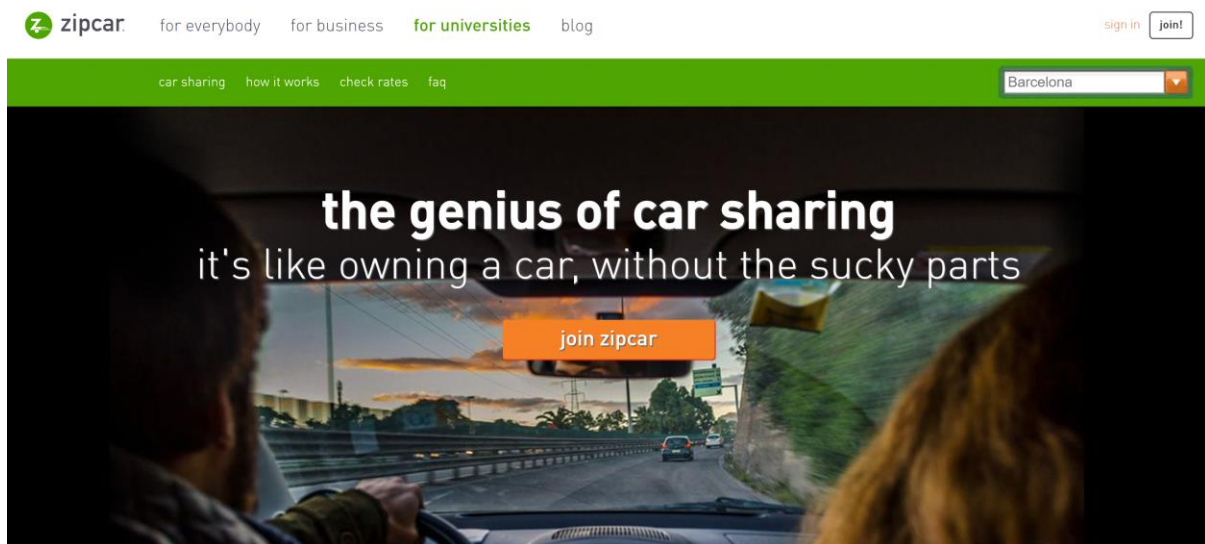 zipcar. for everybody for business for universities blog sign in join!
car sharing how it works check rates faq Barcelona
the genius of car sharing
it's like owning a car, without the sucky parts
join zipcar